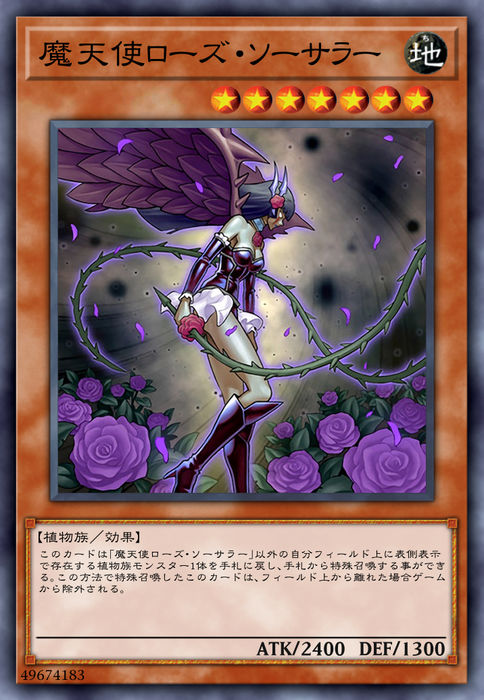 魔天使ローズ・ソーサラー
ち
地
【植物族／効果】
このカードは「魔天使ローズ・ソーサラー」以外の自分フィールド上に表側表示
で存在する植物族モンスター1体を手札に戻し、手札から特殊召喚する事ができ
る。この方法で特殊召喚したこのカードは、フィールド上から離れた場合ゲーム
から除外される。
ATK/2400 DEF/1300
49674183